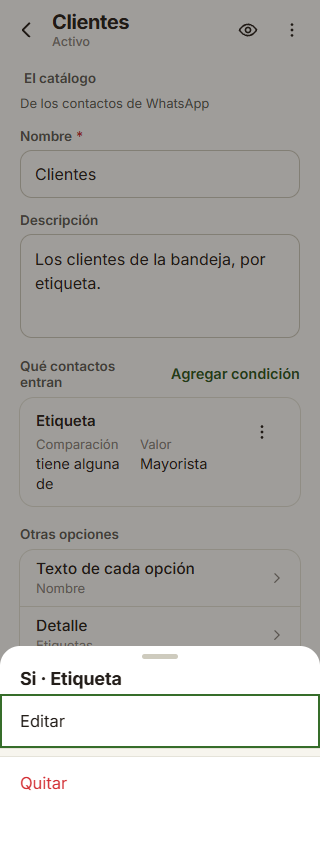 Clientes
Activo
El catálogo
De los contactos de WhatsApp
Nombre *
Clientes
Descripción
Los clientes de la bandeja, por
etiqueta.
Qué contactos
entran
Agregar condición
Etiqueta
Comparación
Valor
tiene alguna
de
Mayorista
Otras opciones
Texto de cada opción
Nombre
Detalle
Etiquetas
Si · Etiqueta
Editar
Quitar